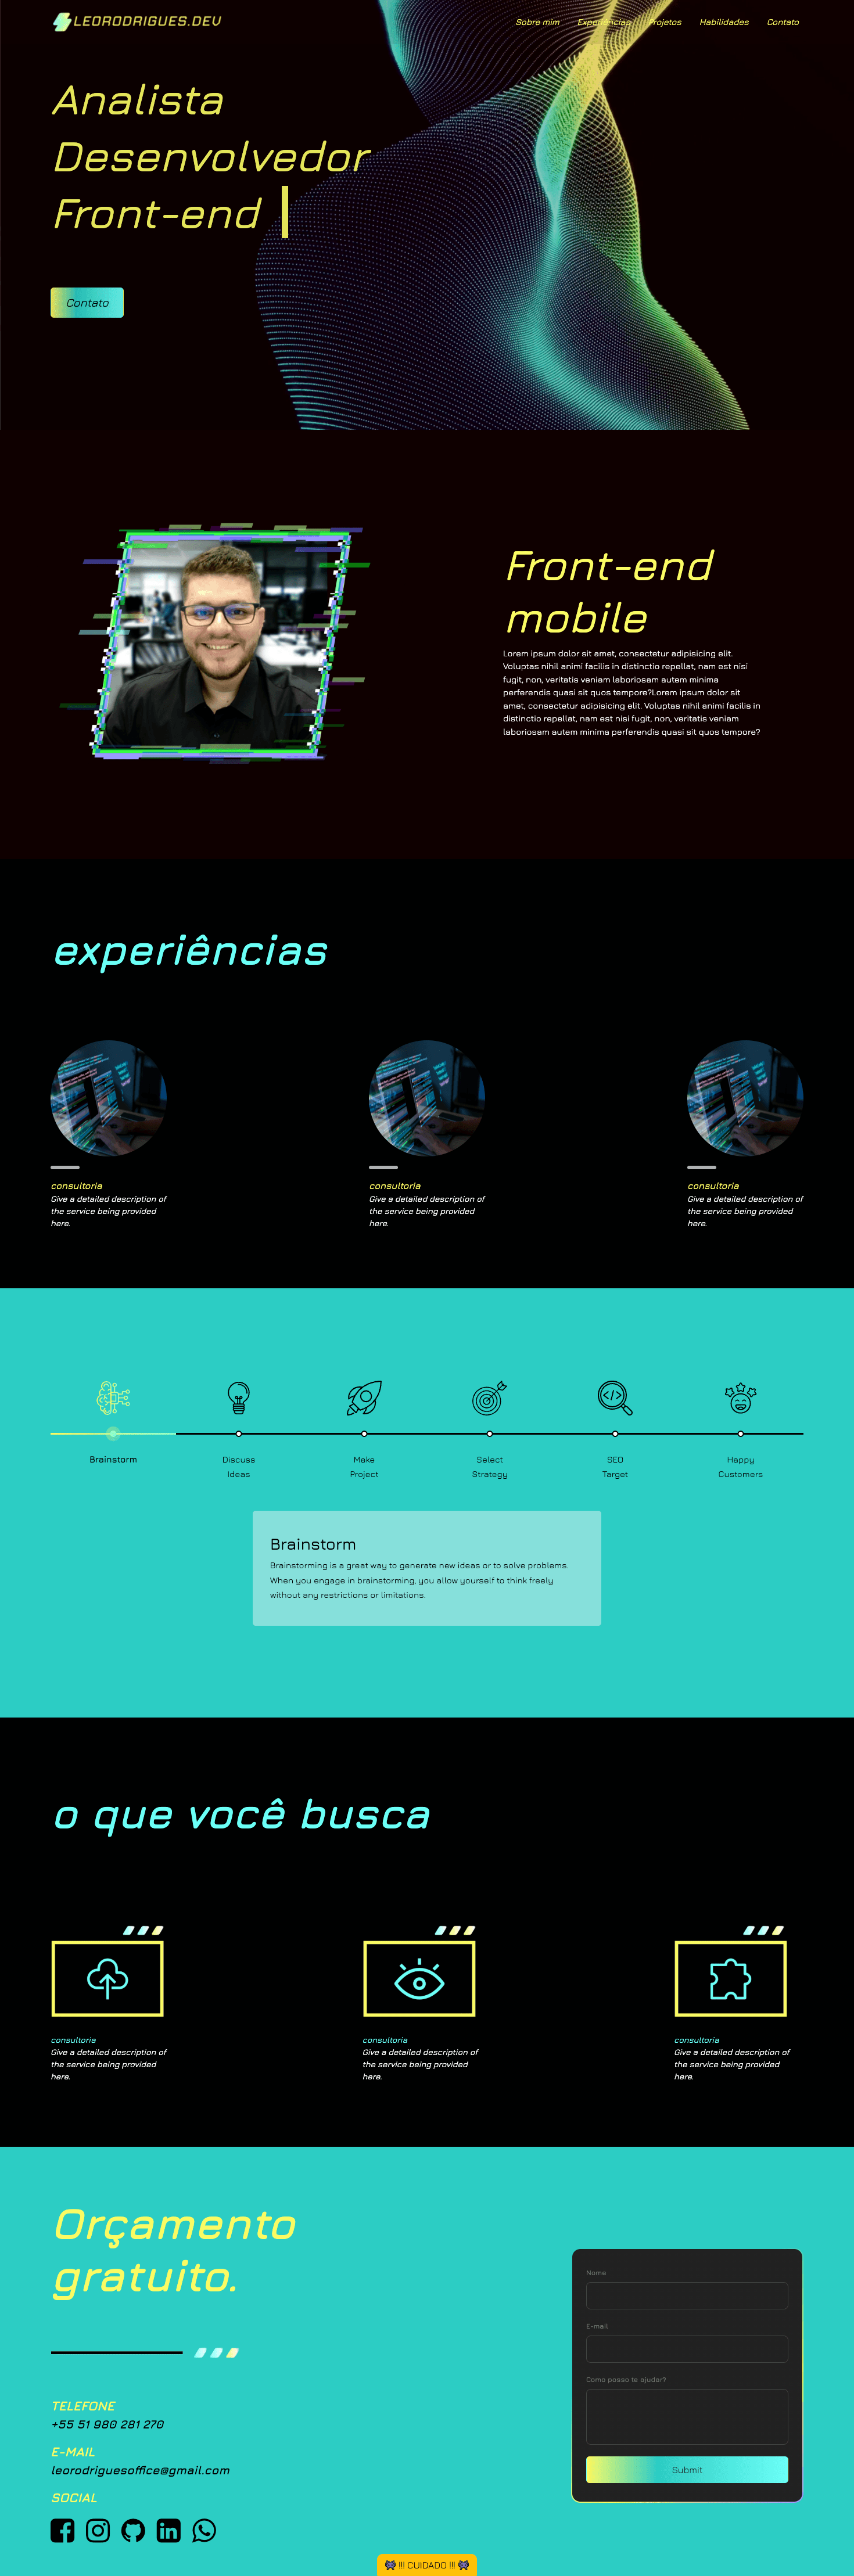 LEORODRIGUES.DEV
Sobre mim Experiências Projetos Habilidades Contato
Analista
Desenvolvedor
Front-end
Contato
Front-end
mobile
Lorem ipsum dolor sit amet, consectetur adipisicing elit.
Voluptas nihil animi facilis in distinctio repellat, nam est nisi
fugit, non, veritatis veniam laboriosam autem minima
perferendis quasi sit quos tempore?Lorem ipsum dolor sit
amet, consectetur adipisicing elit. Voluptas nihil animi facilis in
distinctio repellat, nam est nisi fugit, non, veritatis veniam
laboriosam autem minima perferendis quasi sit quos tempore?
experiências
consultoria
Give a detailed description of
the service being provided
here.
consultoria
Give a detailed description of
the service being provided
here.
consultoria
Give a detailed description of
the service being provided
here.
Brainstorm
Discuss
Ideas
Make
Project
Select
Strategy
SEO
Target
Happy
Customers
Brainstorm
Brainstorming is a great way to generate new ideas or to solve problems.
When you engage in brainstorming, you allow yourself to think freely
without any restrictions or limitations.
o que você busca
consultoria
Give a detailed description of
the service being provided
here.
consultoria
Give a detailed description of
the service being provided
here.
consultoria
Give a detailed description of
the service being provided
here.
Orçamento
gratuito.
TELEFONE
+55 51 980 281 270
E-MAIL
leorodriguesoffice@gmail.com
SOCIAL
Nome
E-mail
Como posso te ajudar?
Submit
!!! CUIDADO !!!